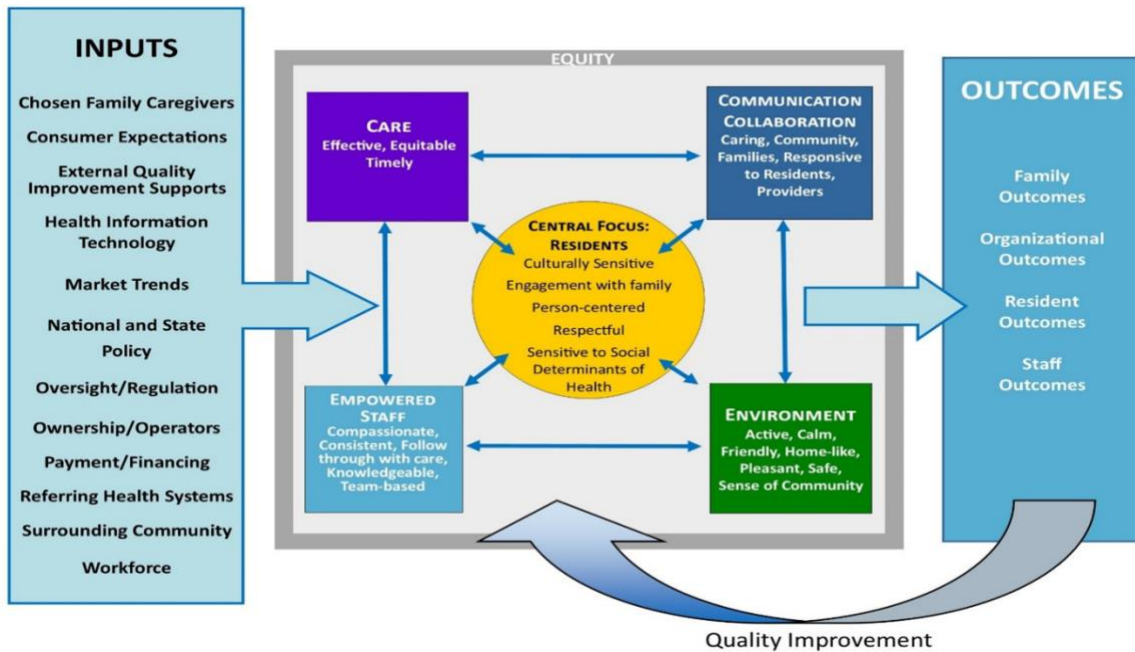 INPUTS
Chosen Family Caregivers
Consumer Expectations
External Quality
Improvement Supports
Health Information
Technology
Market Trends
National and State
Policy
Oversight/Regulation
Ownership/Operators
Payment/Financing
Referring Health Systems
Surrounding Community
Workforce
EQUITY
CARE
Effective, Equitable
Timely
COMMUNICATION
COLLABORATION
Caring, Community,
Families, Responsive
to Residents,
Providers
CENTRAL FOCUS:
RESIDENTS
Culturally Sensitive
Engagement with family
Person-centered
Respectful
Sensitive to Social
Determinants of
Health
EMPOWERED
STAFF
Compassionate,
Consistent, Follow
through with care,
Knowledgeable,
Team-based
ENVIRONMENT
Active, Calm,
Friendly, Home-like,
Pleasant, Safe,
Sense of Community
OUTCOMES
Family
Outcomes
Organizational
Outcomes
Resident
Outcomes
Staff
Outcomes
Quality Improvement